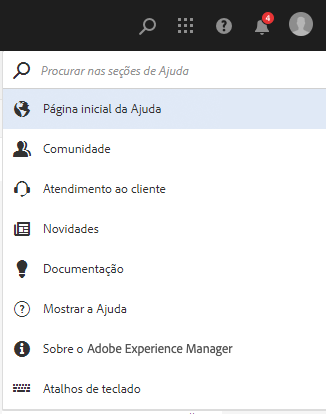 4
Procurar nas seções de Ajuda
Página inicial da Ajuda
Comunidade
Atendimento ao cliente
Novidades
Documentação
Mostrar a Ajuda
Sobre o Adobe Experience Manager
Atalhos de teclado